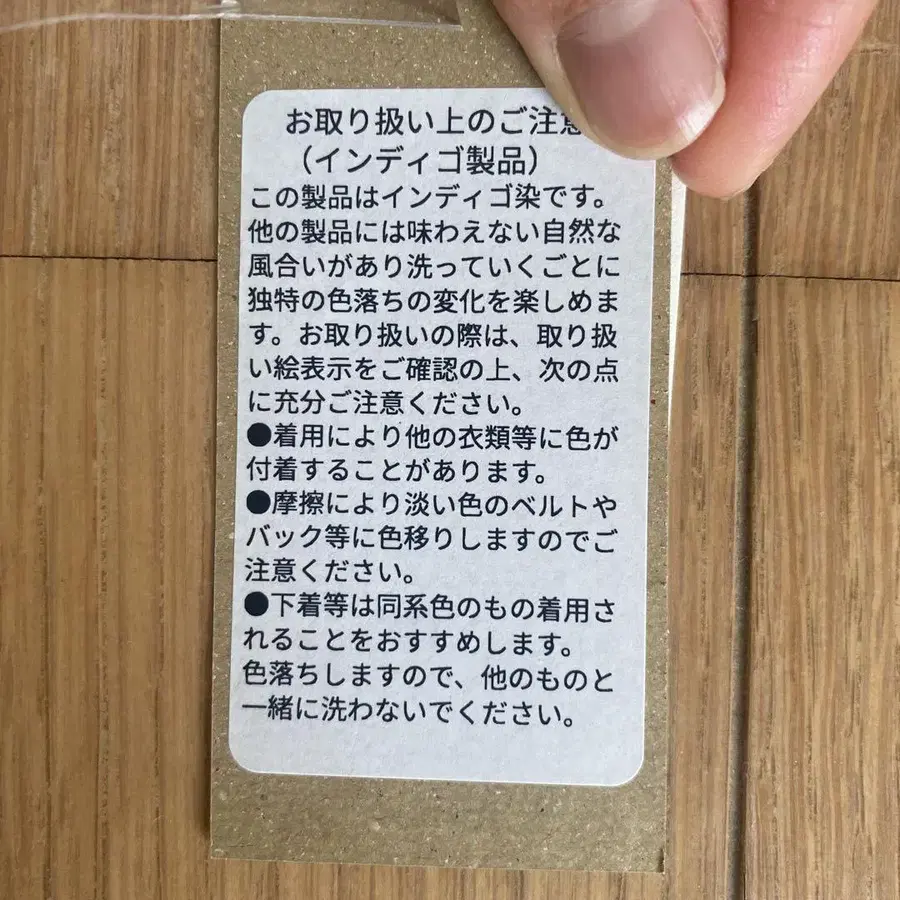 お取り扱い上のご注意
（インディゴ製品）
この製品はインディゴ染です。
他の製品には味わえない自然な
風合いがあり洗っていくごとに
独特の色落ちの変化を楽しめま
す。お取り扱いの際は、取り扱
い絵表示をご確認の上、次の点
に充分ご注意ください。
●着用により他の衣類等に色が
付着することがあります。
●摩擦により淡い色のベルトや
バック等に色移りしますのでご
注意ください。
●下着等は同系色のもの着用さ
れることをおすすめします。
色落ちしますので、他のものと
一緒に洗わないでください。